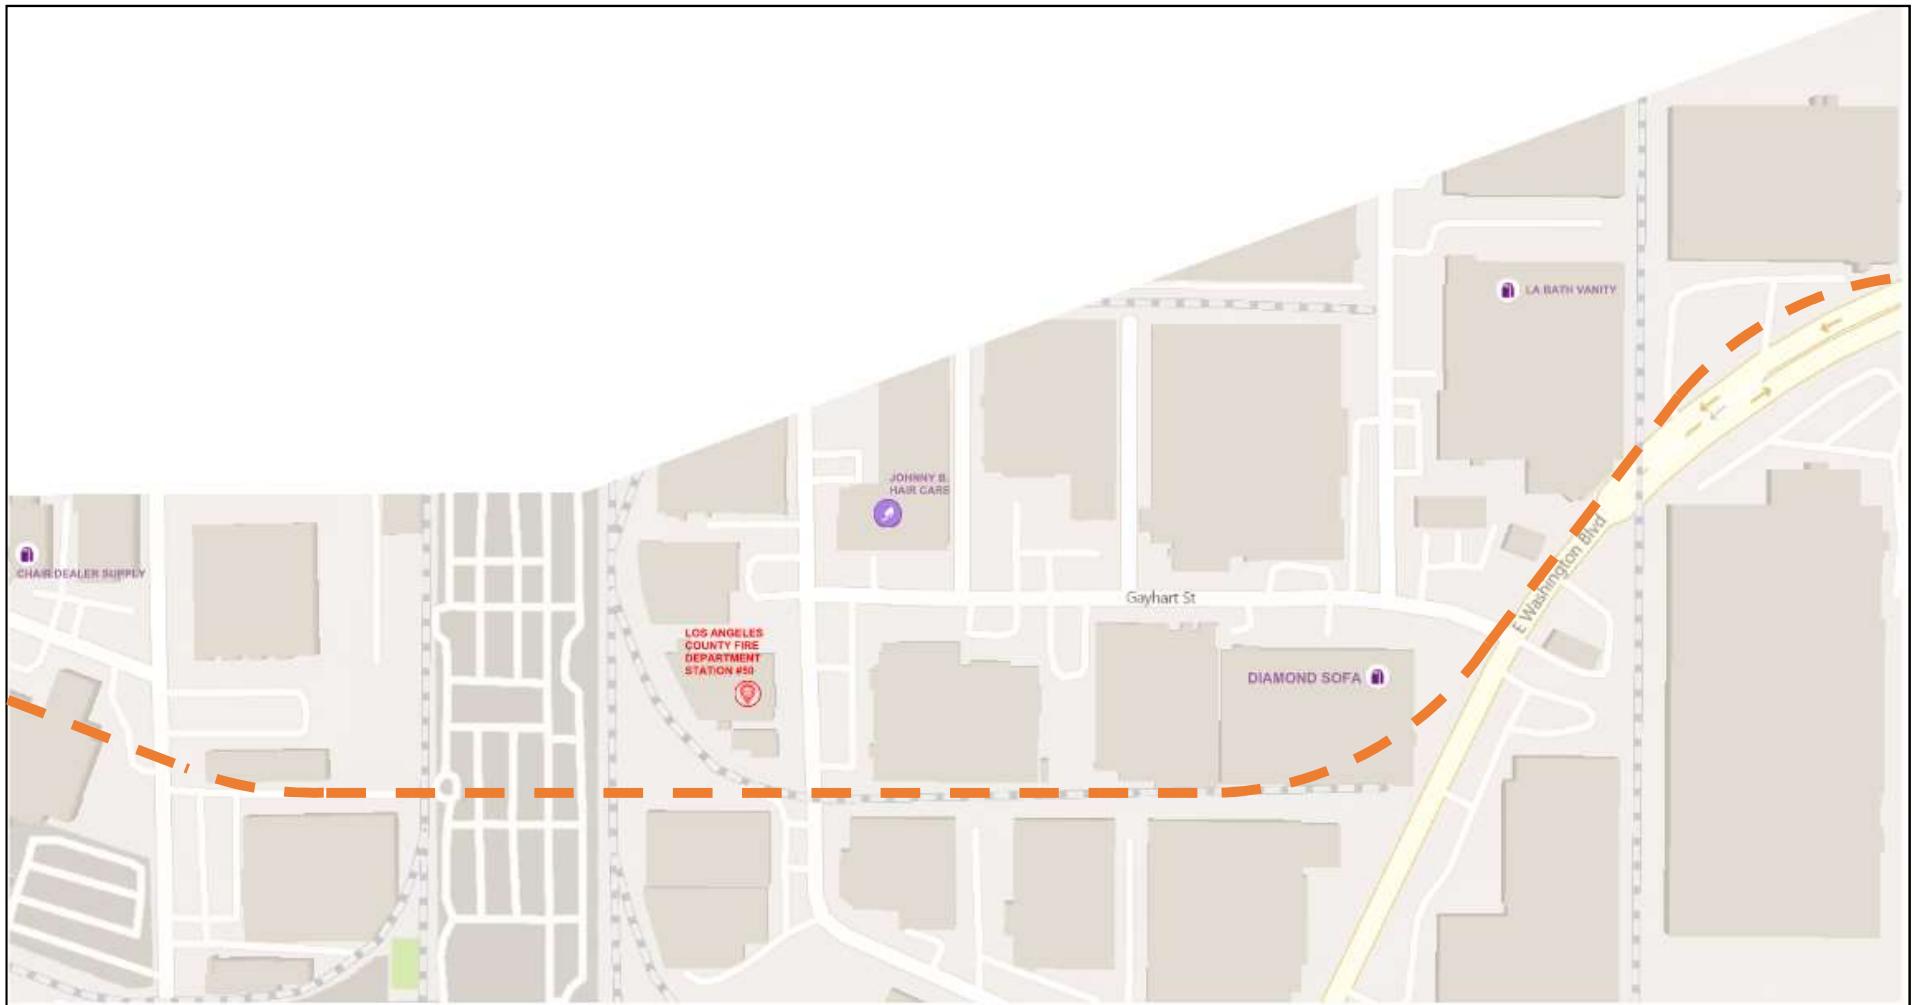 LA BATH VANITY
JOHNNY B.
HAIR CARE
CHAIR DEALER SUPPLY
Gayhart St
E Washington Blvd
LOS ANGELES
COUNTY FIRE
DEPARTMENT
STATION #50
DIAMOND SOFA